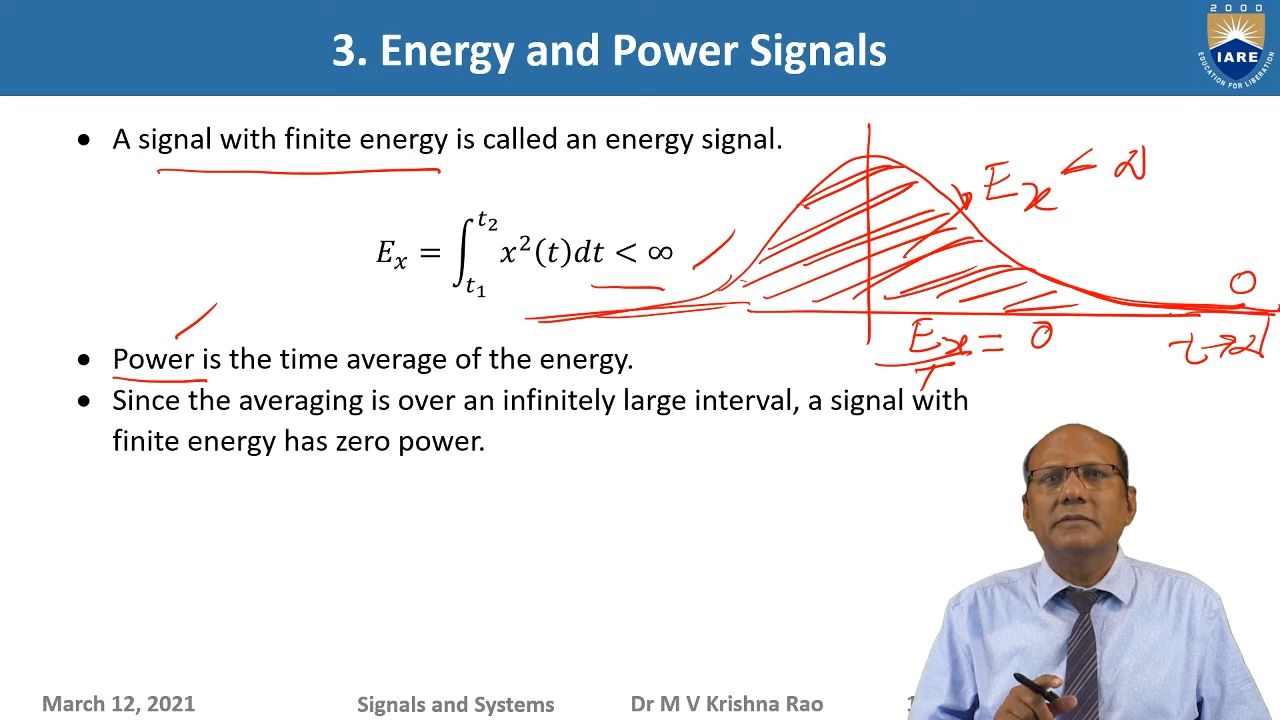 2000
IARE
EDUCATION FOR LIBERATION
3. Energy and Power Signals
• A signal with finite energy is called an energy signal.
E_x < ∞
E_x = ∫_{t_1}^{t_2} x²(t)dt < ∞
0
E_x/T = 0
t→∞
• Power is the time average of the energy.
• Since the averaging is over an infinitely large interval, a signal with
finite energy has zero power.
March 12, 2021 Signals and Systems Dr M V Krishna Rao